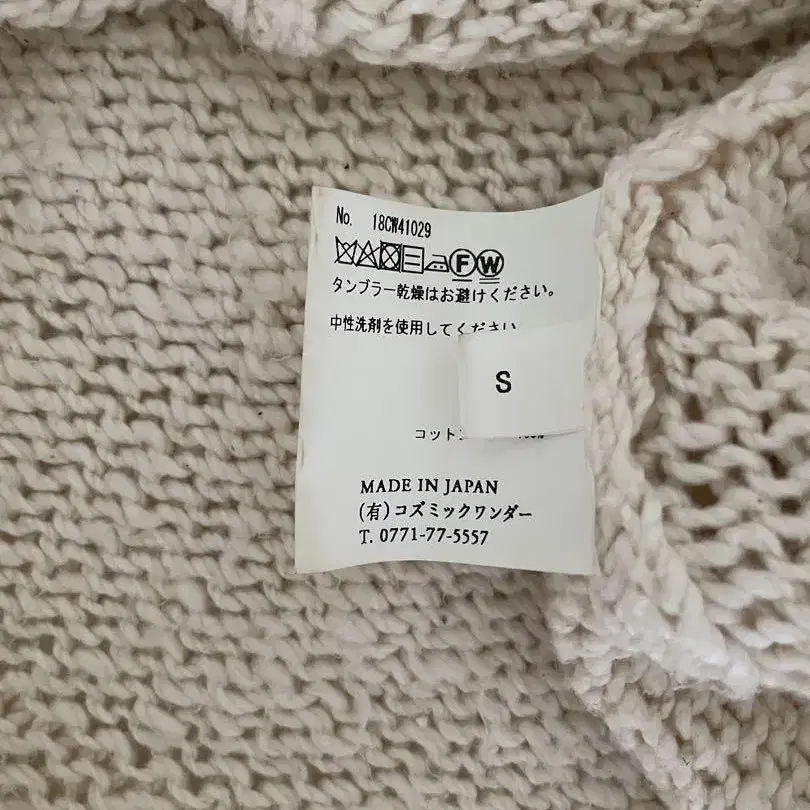 No. 18CW41029
F W
タンブラー乾燥はお避けください。
中性洗剤を使用してください
S
コット
MADE IN JAPAN
(有)コズミックワンダー
T. 0771-77-5557